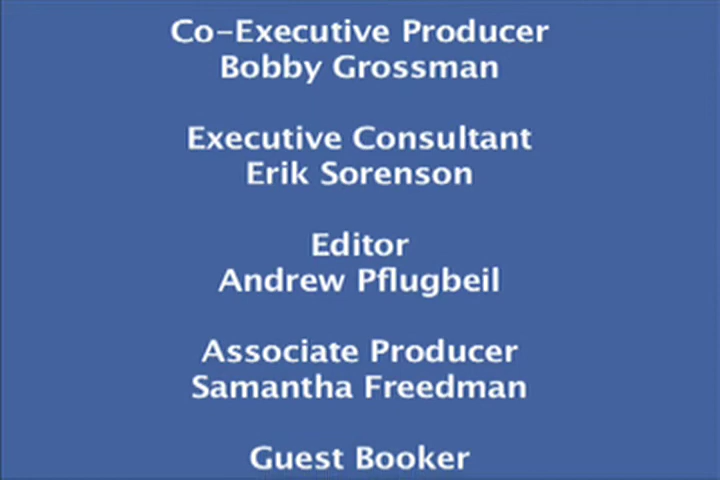 Co-Executive Producer
Bobby Grossman
Executive Consultant
Erik Sorenson
Editor
Andrew Pflugbeil
Associate Producer
Samantha Freedman
Guest Booker